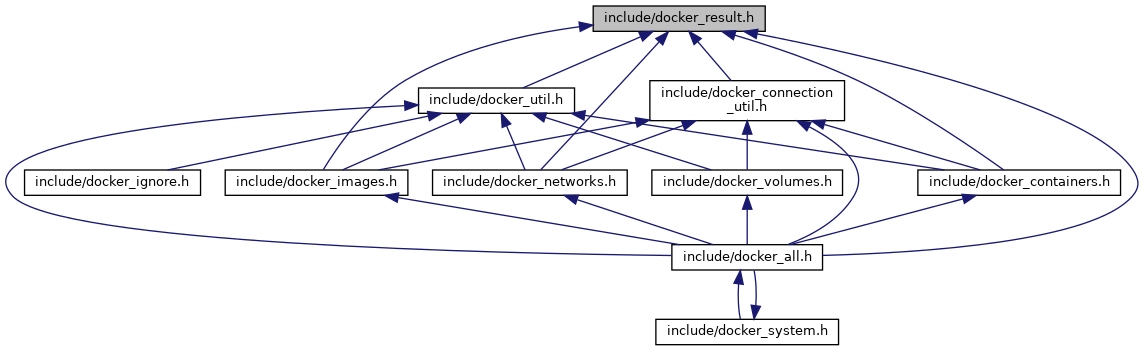 include/docker_result.h
include/docker_util.h
include/docker_connection
_util.h
include/docker_ignore.h
include/docker_images.h
include/docker_networks.h
include/docker_volumes.h
include/docker_containers.h
include/docker_all.h
include/docker_system.h